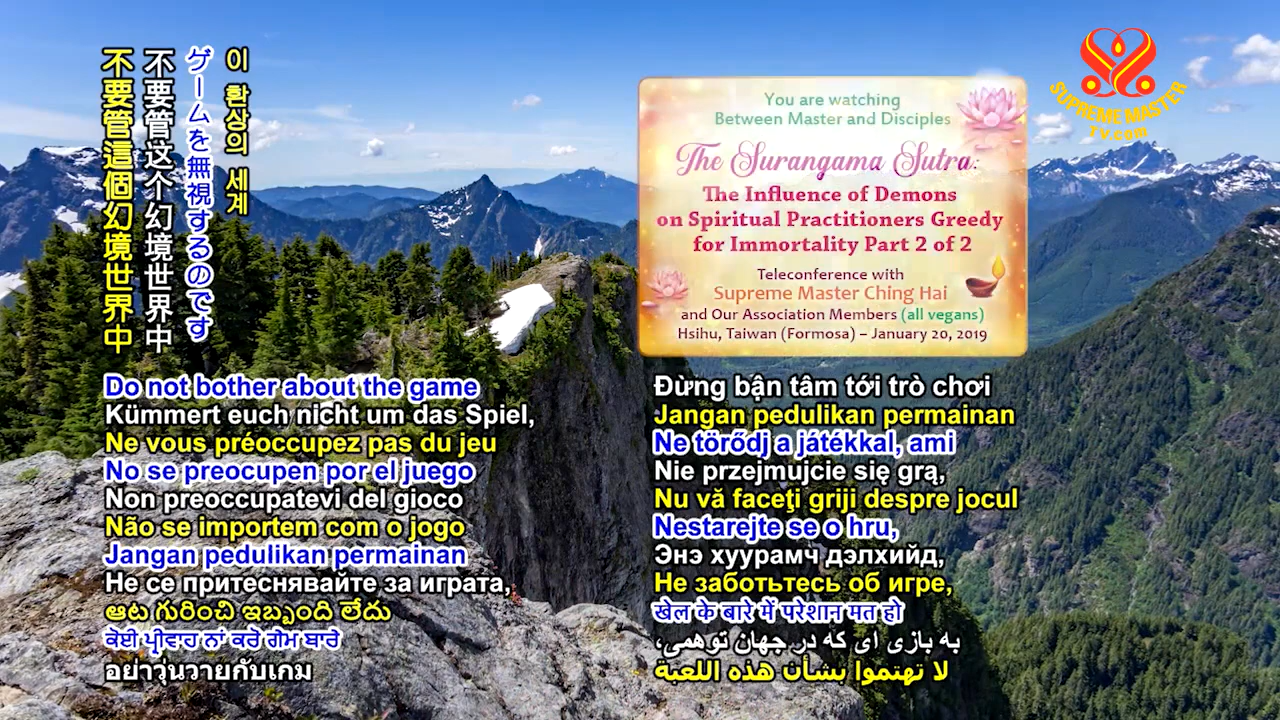 이 환상의 세계
ゲームを無視するのです
不要管这个幻境世界中
不要管這個幻境世界中
You are watching
Between Master and Disciples
The Surangama Sutra:
The Influence of Demons
on Spiritual Practitioners Greedy
for Immortality Part 2 of 2
Teleconference with
Supreme Master Ching Hai
and Our Association Members (all vegans)
Hsihu, Taiwan (Formosa) – January 20, 2019
SUPREME MASTER
TV.com
Do not bother about the game
Kümmert euch nicht um das Spiel,
Ne vous préoccupez pas du jeu
No se preocupen por el juego
Non preoccupatevi del gioco
Não se importem com o jogo
Jangan pedulikan permainan
Не се притеснявайте за играта,
ఆట గురించి ఇబ్బంది లేదు
ਕੋਈ ਪ੍ਰੀਵਾਹ ਨਾਂ ਕਰੋ ਗੇਮ ਬਾਰੇ
อย่าวุ่นวายกับเกม
Đừng bận tâm tới trò chơi
Jangan pedulikan permainan
Ne törődj a játékkal, ami
Nie przejmujcie się grą,
Nu vă faceţi griji despre jocul
Nestarejte se o hru,
Энэ хуурамч дэлхийд,
Не заботьтесь об игре,
खेल के बारे में परेशान मत हो
به بازی ای که در جهان توهمی،
لا تهتموا بشأن هذه اللعبة